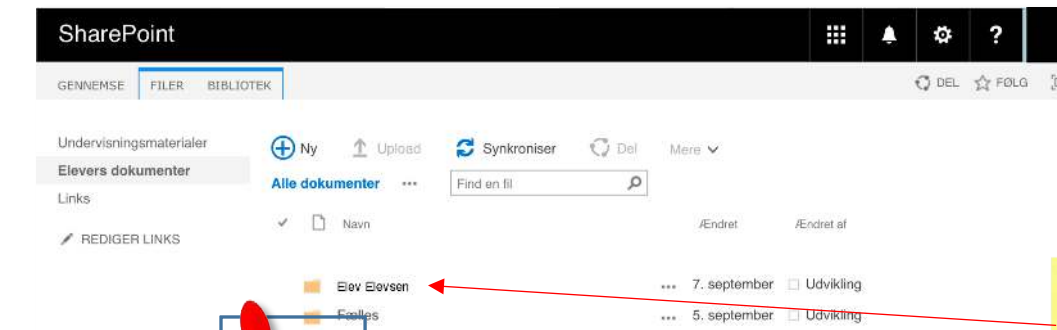 SharePoint ?
GENNEMSE FILER BIBLIOTEK DEL FØLG
Undervisningsmaterialer
Elevers dokumenter
Links
REDIGER LINKS
Ny Upload Synkroniser Del Mere
Alle dokumenter ... Find en fil
Navn Ændret Ændret af
Elev Elevsen ... 7. september Udvikling
Fælles ... 5. september Udvikling